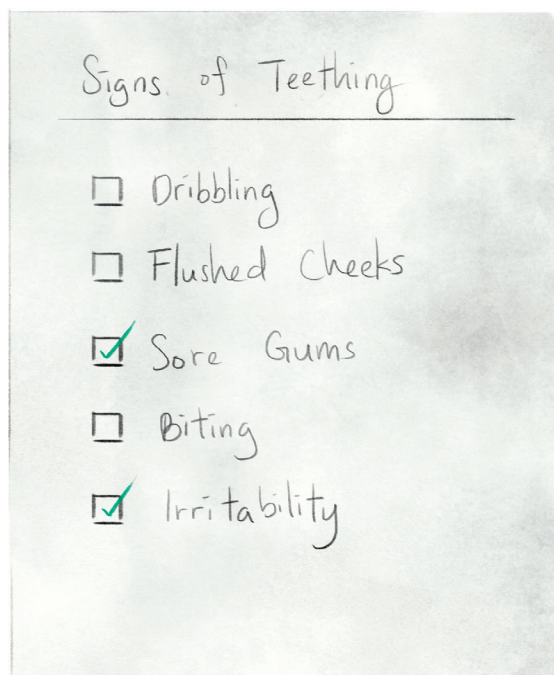 Signs of Teething
Dribbling
Flushed Cheeks
Sore Gums
Biting
Irritability